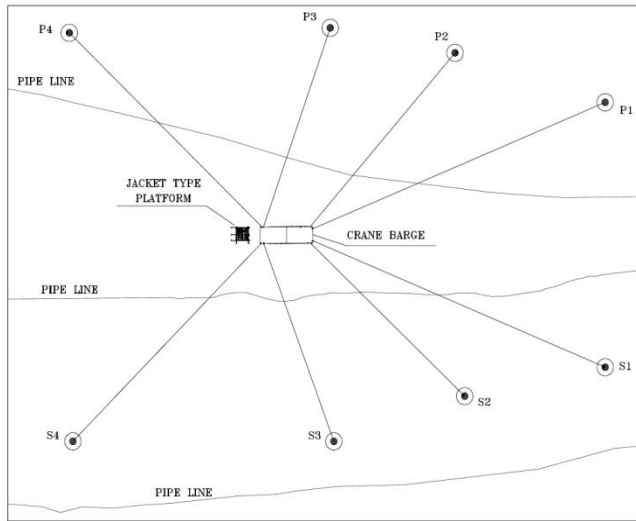 P4
P3
P2
PIPE LINE
P1
JACKET TYPE
PLATFORM
CRANE BARGE
PIPE LINE
S1
S2
S4
S3
PIPE LINE